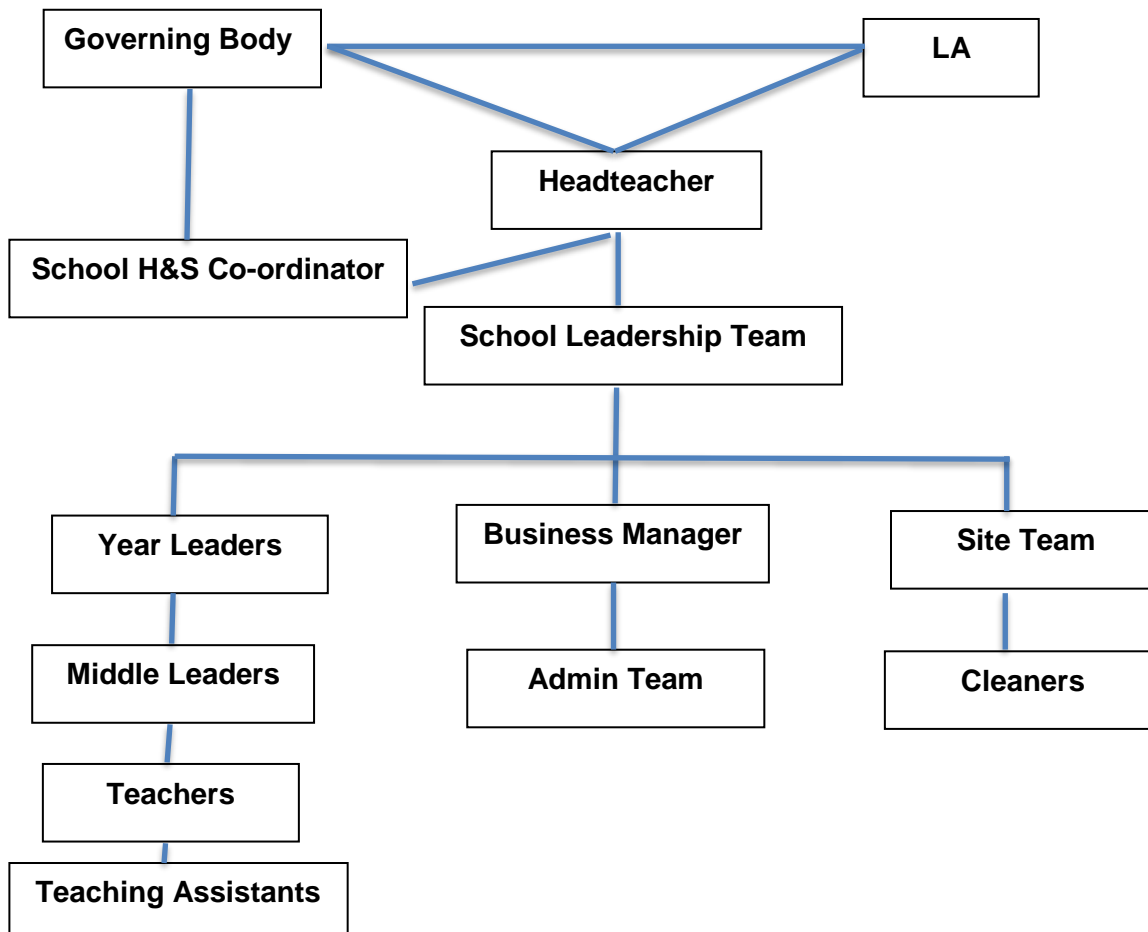 Governing Body
LA
Headteacher
School H&S Co-ordinator
School Leadership Team
Year Leaders
Business Manager
Site Team
Middle Leaders
Admin Team
Cleaners
Teachers
Teaching Assistants